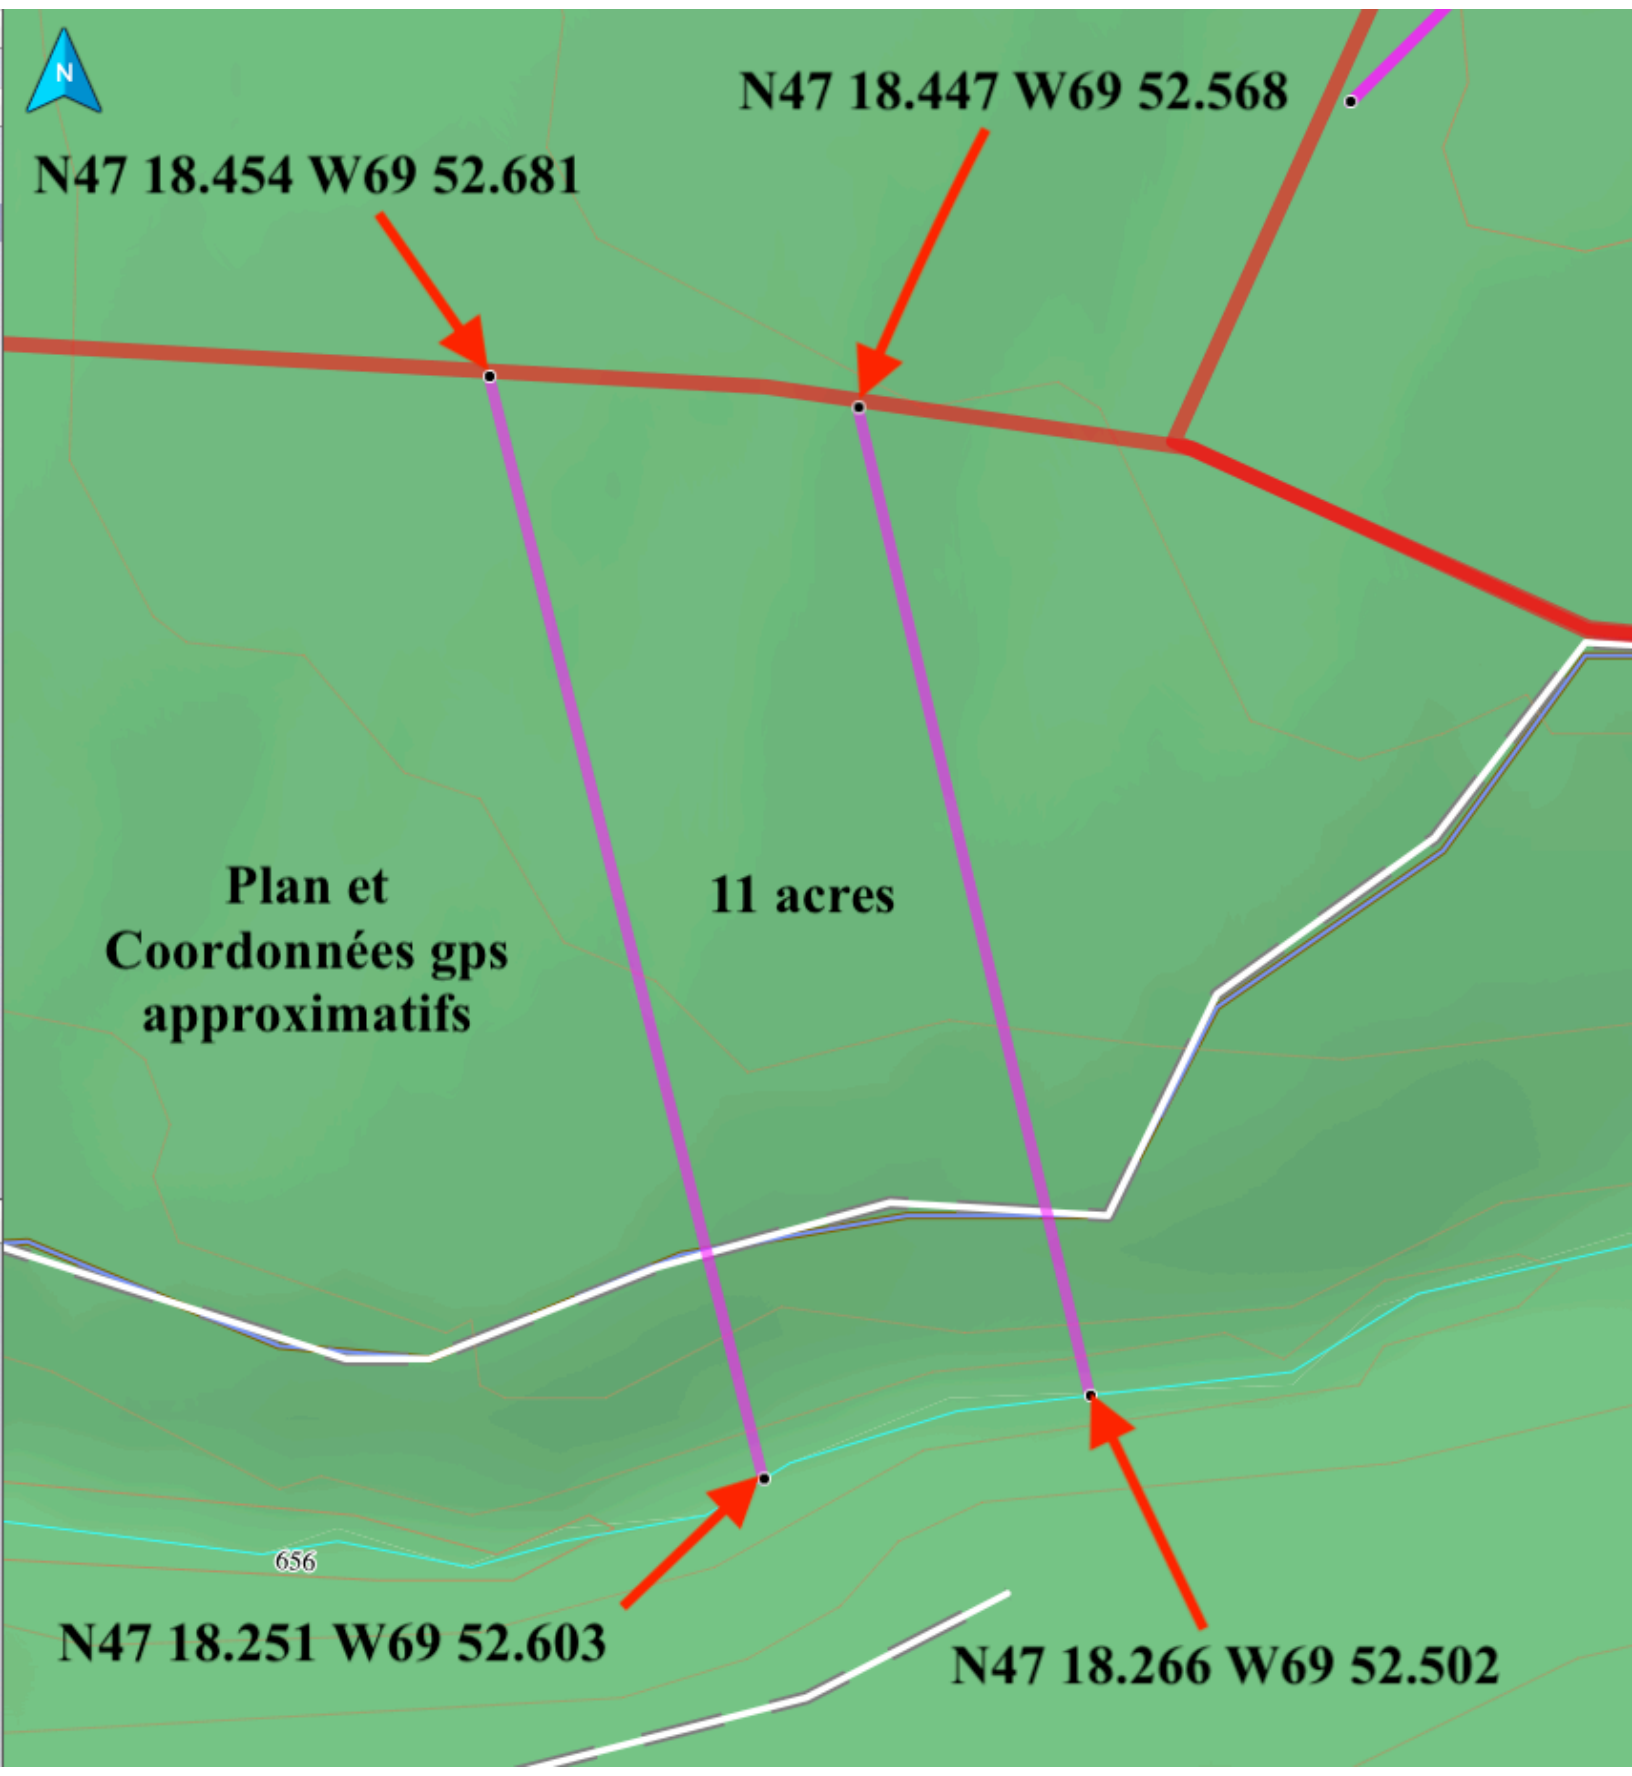 N
N47 18.447 W69 52.568
N47 18.454 W69 52.681
Plan et
Coordonnées gps
approximatifs
11 acres
656
N47 18.251 W69 52.603
N47 18.266 W69 52.502